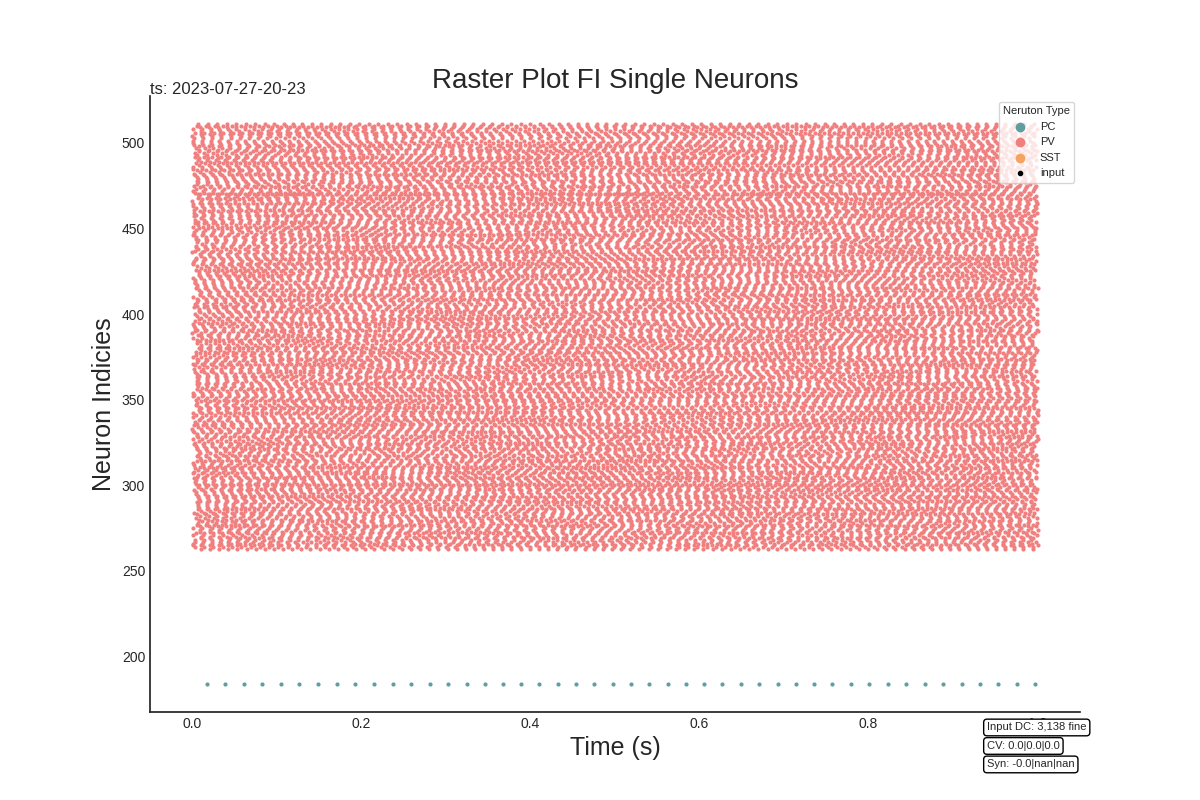 Raster Plot FI Single Neurons
ts: 2023-07-27-20-23
Neruton Type
PC
PV
SST
input
Neuron Indicies
500
450
400
350
300
250
200
0.0
0.2
0.4
0.6
0.8
Time (s)
Input DC: 3,138 fine
CV: 0.0|0.0|0.0
Syn: -0.0|nan|nan